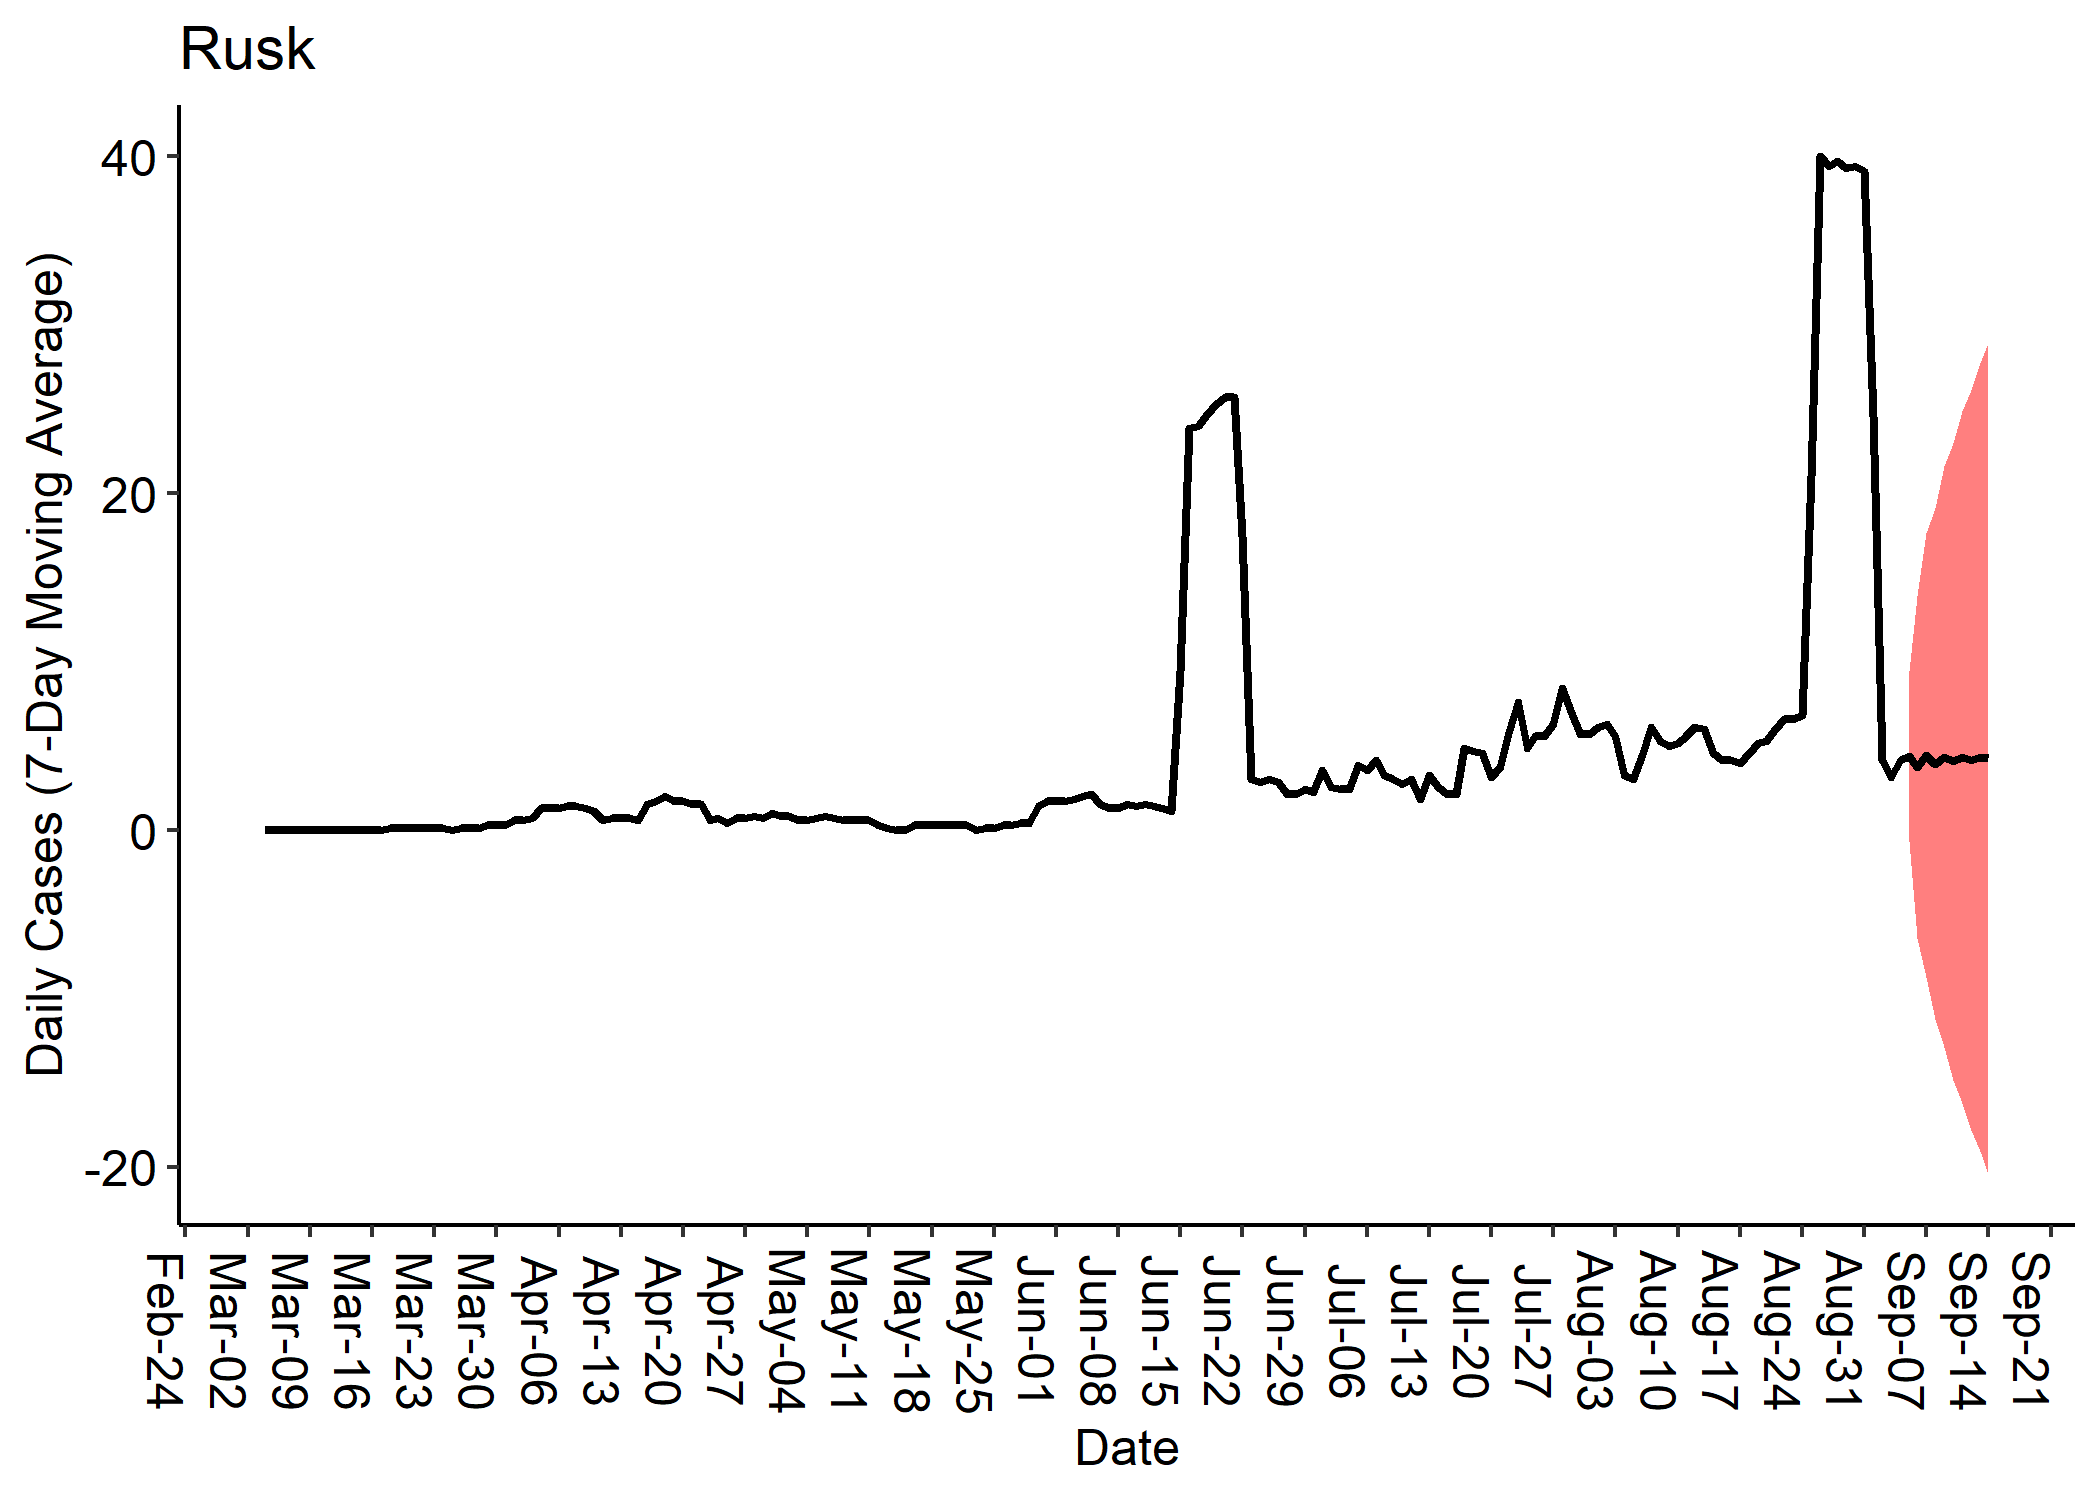 Rusk
Daily Cases (7-Day Moving Average)
40
20
0
-20
Feb-24
Mar-02
Mar-09
Mar-16
Mar-23
Mar-30
Apr-06
Apr-13
Apr-20
Apr-27
May-04
May-11
May-18
May-25
Jun-01
Jun-08
Jun-15
Jun-22
Jun-29
Jul-06
Jul-13
Jul-20
Jul-27
Aug-03
Aug-10
Aug-17
Aug-24
Aug-31
Sep-07
Sep-14
Sep-21
Date